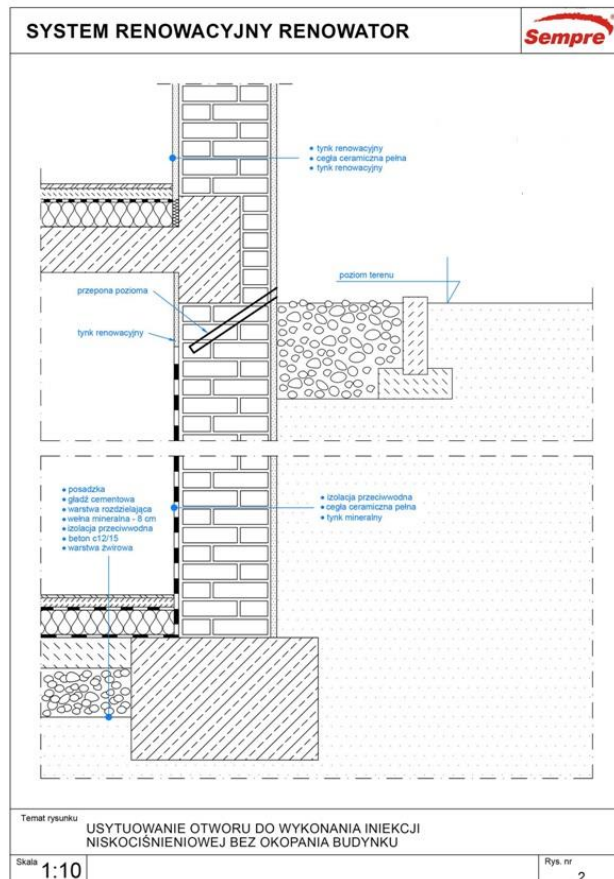 SYSTEM RENOWACYJNY RENOWATOR
Sempre
tynk renowacyjny
cegła ceramiczna pełna
tynk renowacyjny
poziom terenu
przepona pozioma
tynk renowacyjny
posadzka
gładź cementowa
warstwa rozdzielająca
wełna mineralna - 8 cm
izolacja przeciwwodna
beton c12/15
warstwa żwirowa
izolacja przeciwwodna
cegła ceramiczna pełna
tynk mineralny
Temat rysunku
USYTUOWANIE OTWORU DO WYKONANIA INIEKCJI
NISKOCIŚNIENIOWEJ BEZ OKOPANIA BUDYNKU
Skala 1:10
Rys. nr
2